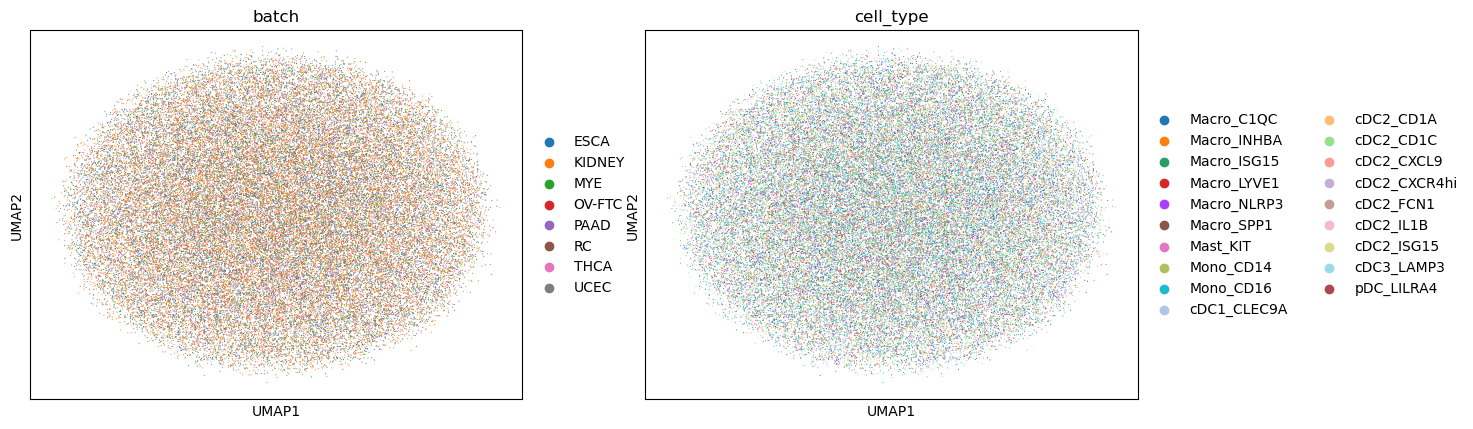 batch
UMAP2
UMAP1
ESCA
KIDNEY
MYE
OV-FTC
PAAD
RC
THCA
UCEC
cell_type
UMAP2
UMAP1
Macro_C1QC
Macro_INHBA
Macro_ISG15
Macro_LYVE1
Macro_NLRP3
Macro_SPP1
Mast_KIT
Mono_CD14
Mono_CD16
cDC1_CLEC9A
cDC2_CD1A
cDC2_CD1C
cDC2_CXCL9
cDC2_CXCR4hi
cDC2_FCN1
cDC2_IL1B
cDC2_ISG15
cDC3_LAMP3
pDC_LILRA4